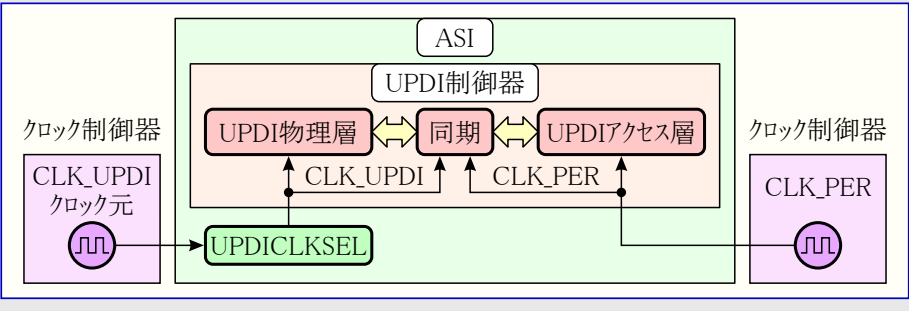 ASI
UPDI制御器
UPDI物理層
同期
UPDIアクセス層
CLK_UPDI
CLK_PER
UPDICLKSEL
クロック制御器
CLK_UPDI
クロック元
クロック制御器
CLK_PER